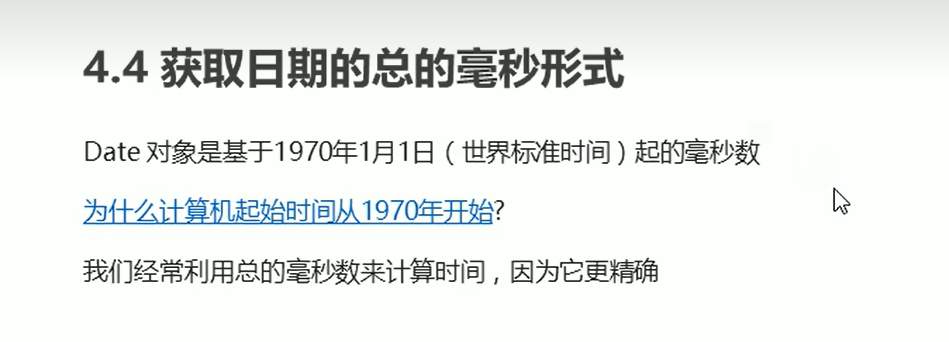 4.4 获取日期的总的毫秒形式
Date 对象是基于1970年1月1日（世界标准时间）起的毫秒数
为什么计算机起始时间从1970年开始?
我们经常利用总的毫秒数来计算时间，因为它更精确